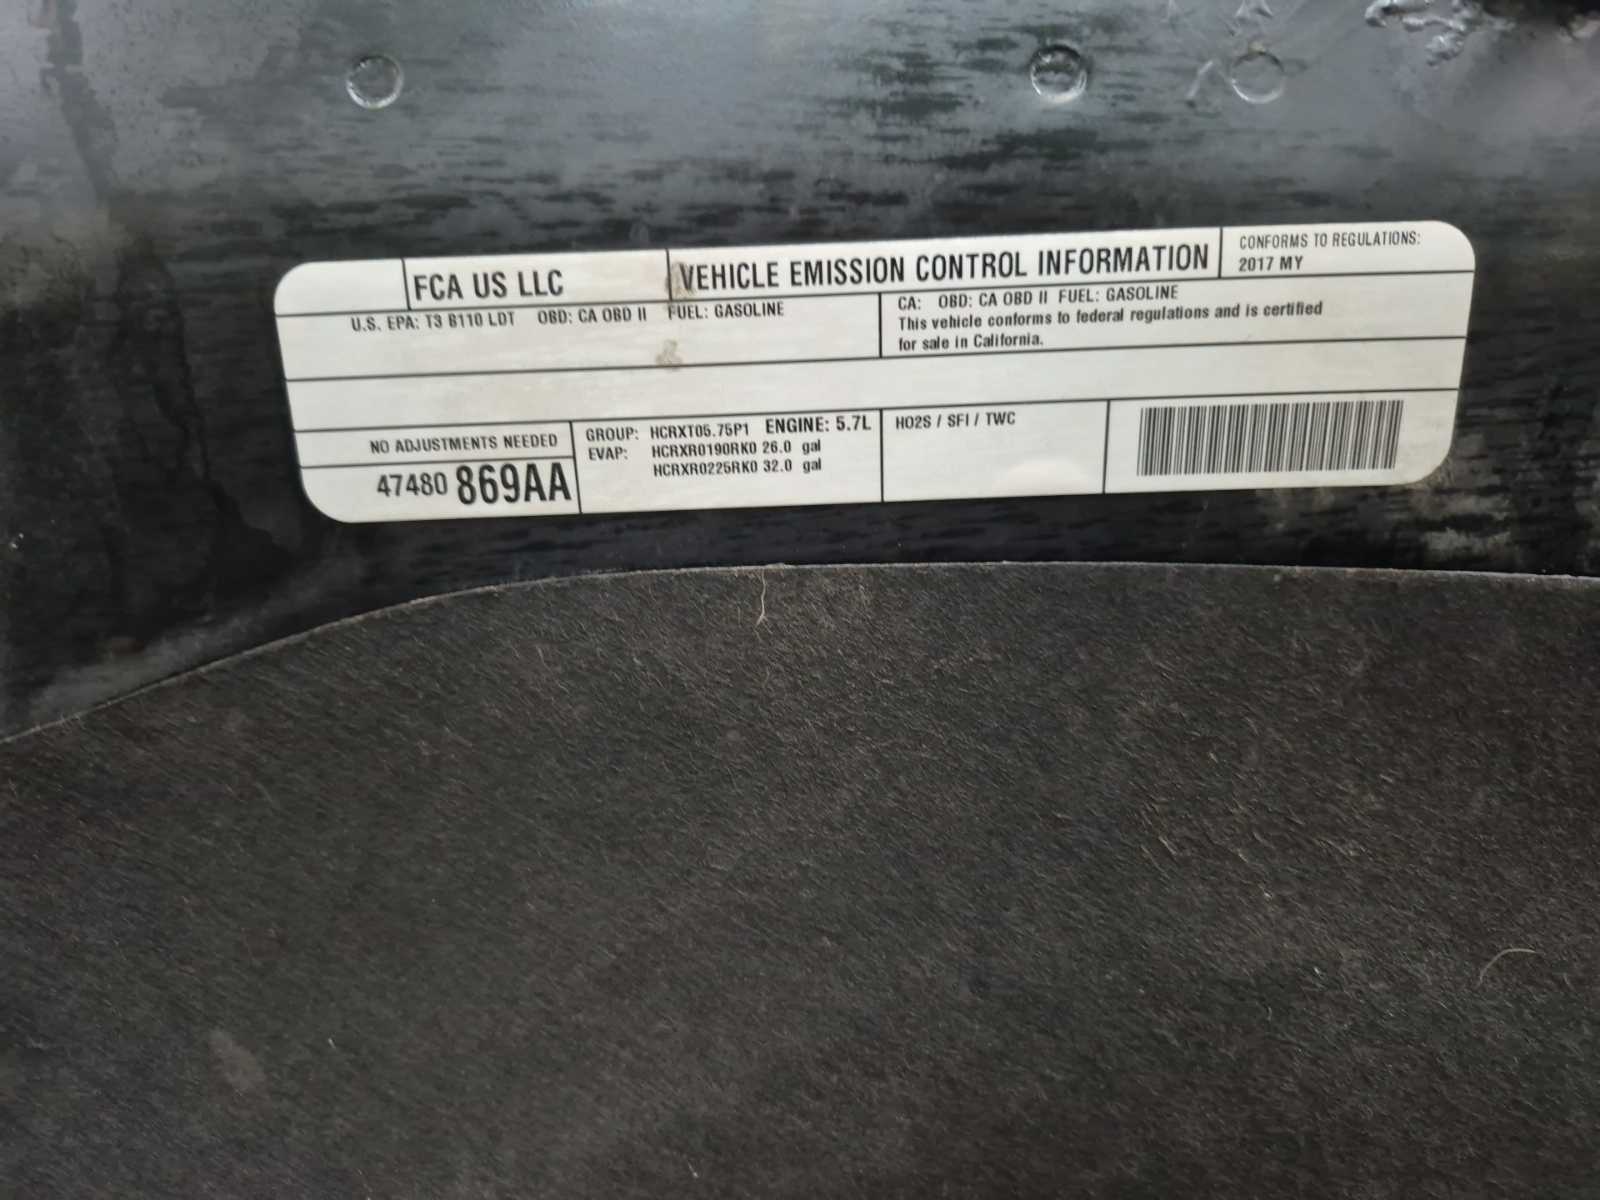 FCA US LLC
VEHICLE EMISSION CONTROL INFORMATION
CONFORMS TO REGULATIONS:
2017 MY
U.S. EPA: T3 B110 LDT OBD: CA OBD II FUEL: GASOLINE
CA: OBD: CA OBD II FUEL: GASOLINE
This vehicle conforms to federal regulations and is certified
for sale in California.
NO ADJUSTMENTS NEEDED
47480 869AA
GROUP: HCRXT05.75P1 ENGINE: 5.7L
EVAP: HCRXR0190RK0 26.0 gal
HCRXR0225RK0 32.0 gal
HO2S / SFI / TWC